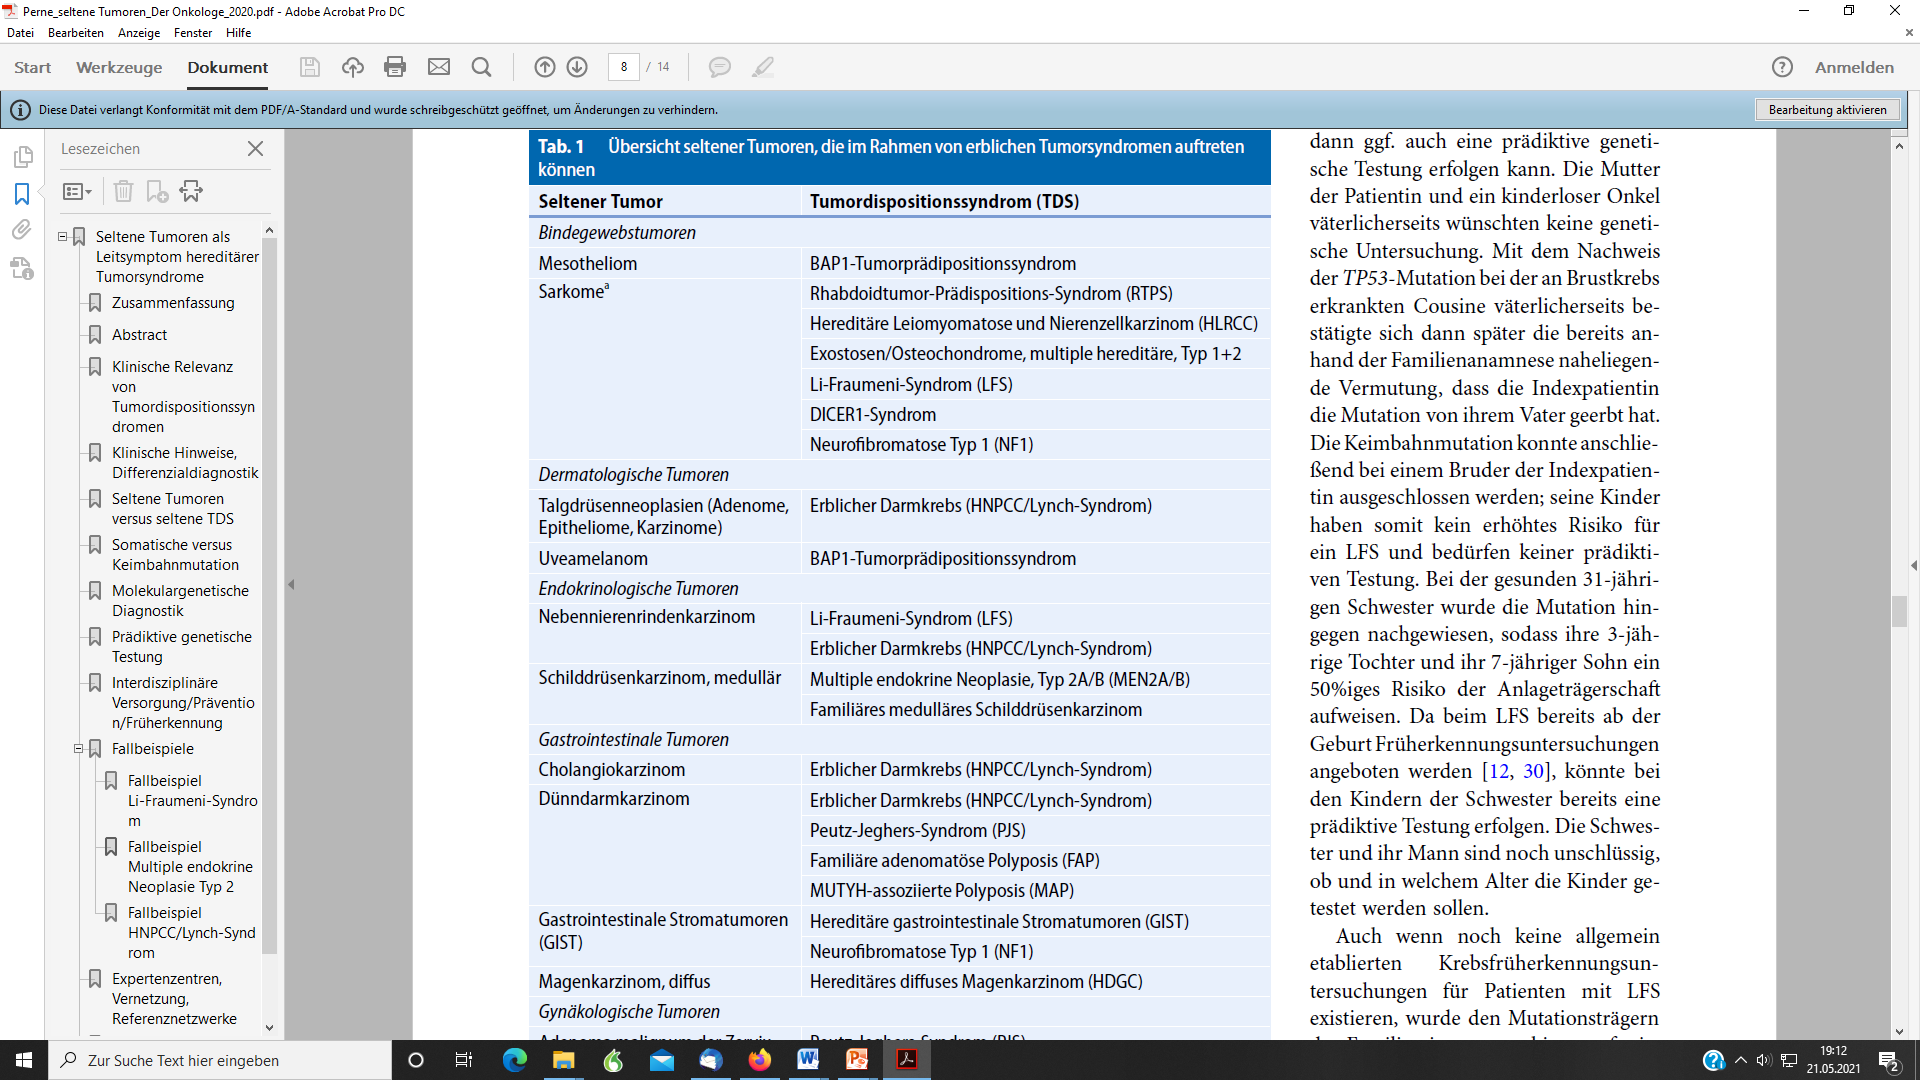 Perne_seltene Tumoren_Der Onkologe_2020.pdf - Adobe Acrobat Pro DC
Datei Bearbeiten Anzeige Fenster Hilfe
Start Werkzeuge Dokument 8 / 14 Anmelden
Diese Datei verlangt Konformität mit dem PDF/A-Standard und wurde schreibgeschützt geöffnet, um Änderungen zu verhindern. Bearbeitung aktivieren
Lesezeichen
Seltene Tumoren als
Leitsymptom hereditärer
Tumorsyndrome
Zusammenfassung
Abstract
Klinische Relevanz
von
Tumordispositionssyn
dromen
Klinische Hinweise,
Differenzialdiagnostik
Seltene Tumoren
versus seltene TDS
Somatische versus
Keimbahnmutation
Molekulargenetische
Diagnostik
Prädiktive genetische
Testung
Interdisziplinäre
Versorgung/Präventio
n/Früherkennung
Fallbeispiele
Fallbeispiel
Li-Fraumeni-Syndro
m
Fallbeispiel
Multiple endokrine
Neoplasie Typ 2
Fallbeispiel
HNPCC/Lynch-Synd
rom
Expertenzentren,
Vernetzung,
Referenznetzwerke
Tab. 1 Übersicht seltener Tumoren, die im Rahmen von erblichen Tumorsyndromen auftreten
können
Seltener Tumor Tumordispositionssyndrom (TDS)
Bindegewebstumoren
Mesotheliom BAP1-Tumorprädipositionssyndrom
Sarkomeª Rhabdoidtumor-Prädispositions-Syndrom (RTPS)
Hereditäre Leiomyomatose und Nierenzellkarzinom (HLRCC)
Exostosen/Osteochondrome, multiple hereditäre, Typ 1+2
Li-Fraumeni-Syndrom (LFS)
DICER1-Syndrom
Neurofibromatose Typ 1 (NF1)
Dermatologische Tumoren
Talgdrüsenneoplasien (Adenome, Erblicher Darmkrebs (HNPCC/Lynch-Syndrom)
Epitheliome, Karzinome)
Uveamelanom BAP1-Tumorprädipositionssyndrom
Endokrinologische Tumoren
Nebennierenrindenkarzinom Li-Fraumeni-Syndrom (LFS)
Erblicher Darmkrebs (HNPCC/Lynch-Syndrom)
Schilddrüsenkarzinom, medullär Multiple endokrine Neoplasie, Typ 2A/B (MEN2A/B)
Familiäres medulläres Schilddrüsenkarzinom
Gastrointestinale Tumoren
Cholangiokarzinom Erblicher Darmkrebs (HNPCC/Lynch-Syndrom)
Dünndarmkarzinom Erblicher Darmkrebs (HNPCC/Lynch-Syndrom)
Peutz-Jeghers-Syndrom (PJS)
Familiäre adenomatöse Polyposis (FAP)
MUTYH-assoziierte Polyposis (MAP)
Gastrointestinale Stromatumoren Hereditäre gastrointestinale Stromatumoren (GIST)
(GIST) Neurofibromatose Typ 1 (NF1)
Magenkarzinom, diffus Hereditäres diffuses Magenkarzinom (HDGC)
Gynäkologische Tumoren
dann ggf. auch eine prädiktive geneti-
sche Testung erfolgen kann. Die Mutter
der Patientin und ein kinderloser Onkel
väterlicherseits wünschten keine geneti-
sche Untersuchung. Mit dem Nachweis
der TP53-Mutation bei der an Brustkrebs
erkrankten Cousine väterlicherseits be-
stätigte sich dann später die bereits an-
hand der Familienanamnese naheliegen-
de Vermutung, dass die Indexpatientin
die Mutation von ihrem Vater geerbt hat.
Die Keimbahnmutation konnte anschlie-
ßend bei einem Bruder der Indexpatien-
tin ausgeschlossen werden; seine Kinder
haben somit kein erhöhtes Risiko für
ein LFS und bedürfen keiner prädikti-
ven Testung. Bei der gesunden 31-jähri-
gen Schwester wurde die Mutation hin-
gegen nachgewiesen, sodass ihre 3-jäh-
rige Tochter und ihr 7-jähriger Sohn ein
50%iges Risiko der Anlageträgerschaft
aufweisen. Da beim LFS bereits ab der
Geburt Früherkennungsuntersuchungen
angeboten werden [12, 30], könnte bei
den Kindern der Schwester bereits eine
prädiktive Testung erfolgen. Die Schwes-
ter und ihr Mann sind noch unschlüssig,
ob und in welchem Alter die Kinder ge-
testet werden sollen.
Auch wenn noch keine allgemein
etablierten Krebsfrüherkennungsun-
tersuchungen für Patienten mit LFS
existieren, wurde den Mutationsträgern
Zur Suche Text hier eingeben
19:12
21.05.2021
2